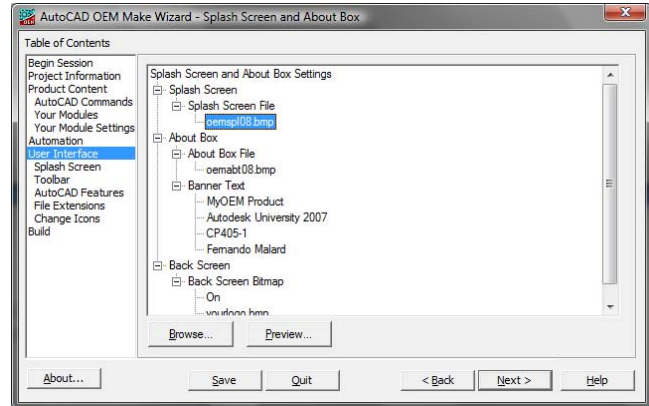 AutoCAD OEM Make Wizard - Splash Screen and About Box
Table of Contents
Begin Session
Project Information
Product Content
AutoCAD Commands
Your Modules
Your Module Settings
Automation
User Interface
Splash Screen
Toolbar
AutoCAD Features
File Extensions
Change Icons
Build
Splash Screen and About Box Settings
Splash Screen
Splash Screen File
oemspl08.bmp
About Box
About Box File
oemabt08.bmp
Banner Text
MyOEM Product
Autodesk University 2007
CP405-1
Fernando Malard
Back Screen
Back Screen Bitmap
On
yourlogo.bmp
Browse...
Preview...
About...
Save
Quit
< Back
Next >
Help